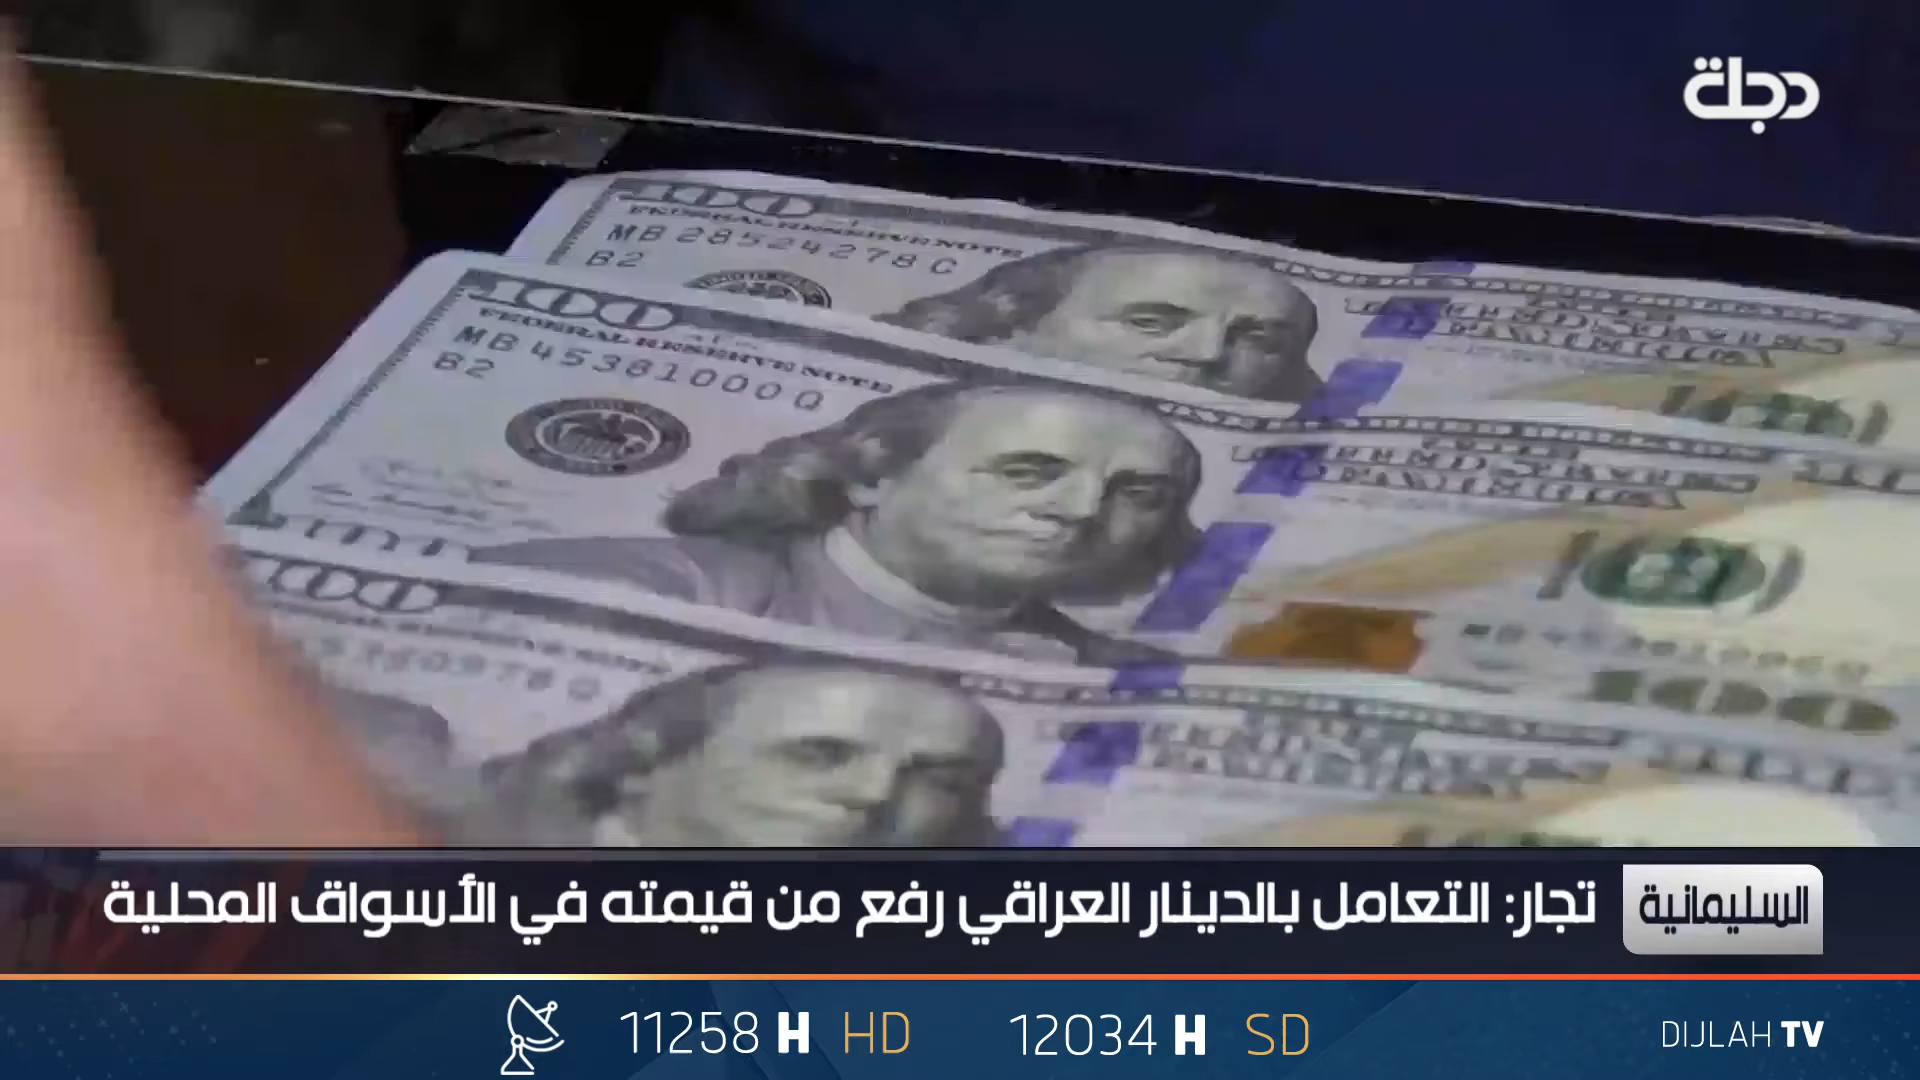 دجلة
100
FEDERAL RESERVE NOTE
MB 28524278 C
B2
100
FEDERAL RESERVE NOTE
MB 45381000 Q
B2
100
100
السليمانية
تجار: التعامل بالدينار العراقي رفع من قيمته في الأسواق المحلية
11258 H HD 12034 H SD
DIJLAH TV